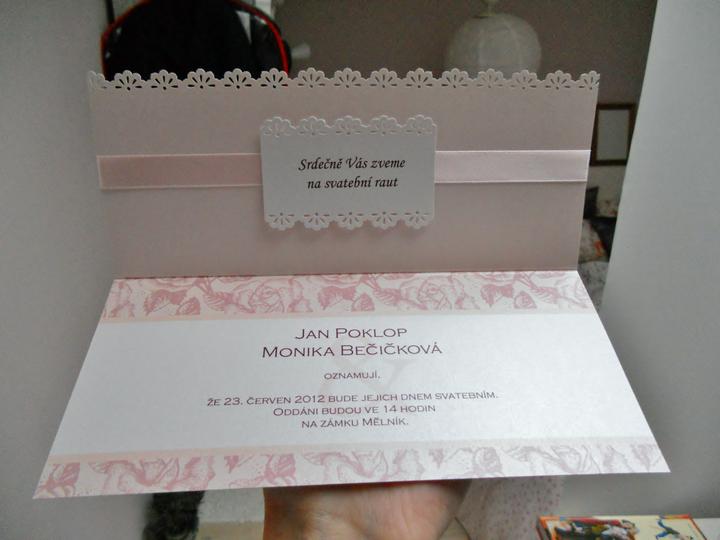 Srdečně Vás zveme
na svatební raut
Jan Poklop
Monika Bečičková
oznamují,
že 23. červen 2012 bude jejich dnem svatebním.
Oddáni budou ve 14 hodin
na zámku Mělník.